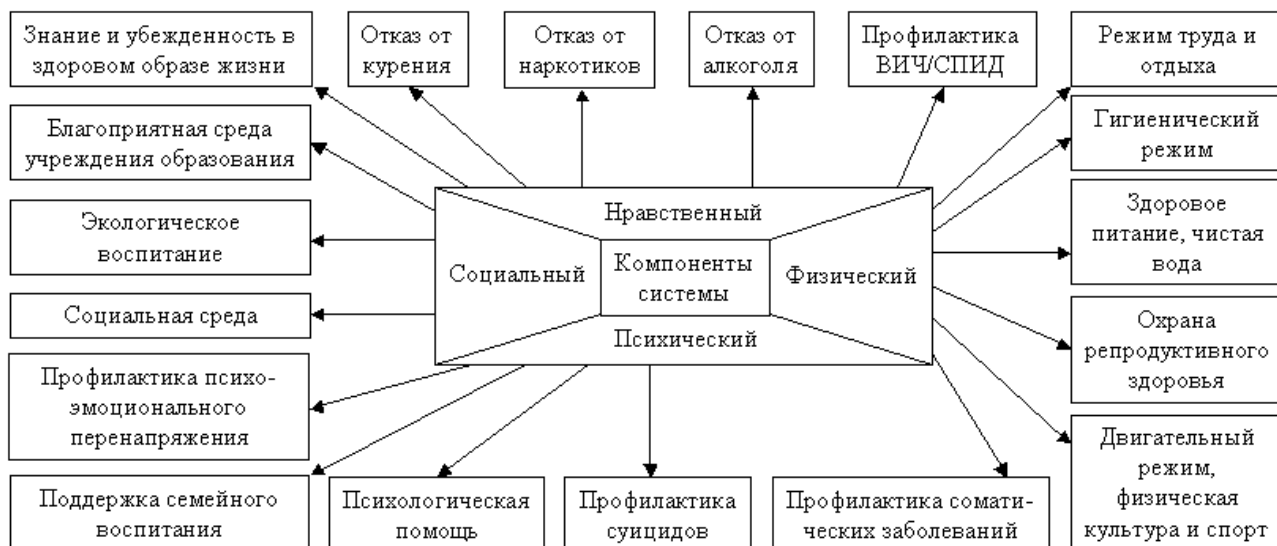 Знание и убежденность в
здоровом образе жизни
Отказ от
курения
Отказ от
наркотиков
Отказ от
алкоголя
Профилактика
ВИЧ/СПИД
Режим труда и
отдыха
Благоприятная среда
учреждения образования
Гигиенический
режим
Экологическое
воспитание
Нравственный
Социальный
Компоненты
системы
Физический
Психический
Здоровое
питание, чистая
вода
Социальная среда
Охрана
репродуктивного
здоровья
Профилактика психо-
эмоционального
перенапряжения
Двигательный
режим,
физическая
культура и спорт
Поддержка семейного
воспитания
Психологическая
помощь
Профилактика
суицидов
Профилактика сомати-
ческих заболеваний